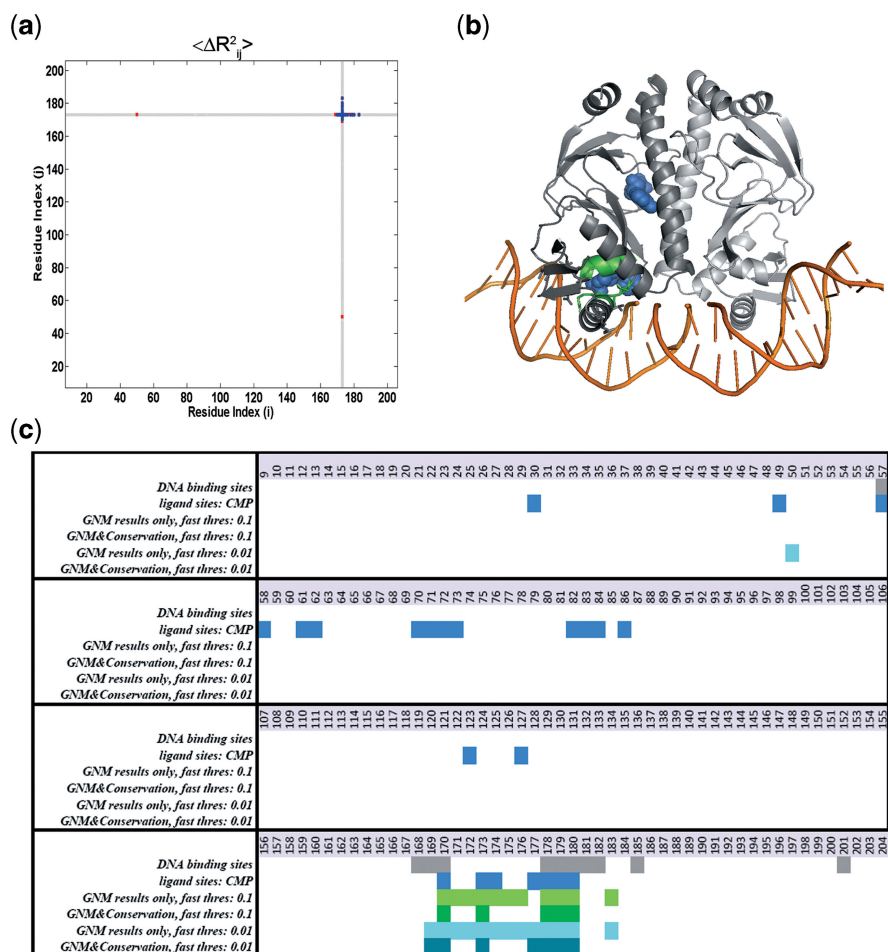 (a)
<ΔR²ij>
200
180
160
140
120
100
80
60
40
20
Residue Index (j)
20 40 60 80 100 120 140 160 180 200
Residue Index (i)
(b)
(c)
9 10 11 12 13 14 15 16 17 18 19 20 21 22 23 24 25 26 27 28 29 30 31 32 33 34 35 36 37 38 39 40 41 42 43 44 45 46 47 48 49 50 51 52 53 54 55 56 57
DNA binding sites
ligand sites: CMP
GNM results only, fast thres: 0.1
GNM&Conservation, fast thres: 0.1
GNM results only, fast thres: 0.01
GNM&Conservation, fast thres: 0.01
58 59 60 61 62 63 64 65 66 67 68 69 70 71 72 73 74 75 76 77 78 79 80 81 82 83 84 85 86 87 88 89 90 91 92 93 94 95 96 97 98 99 100 101 102 103 104 105 106
DNA binding sites
ligand sites: CMP
GNM results only, fast thres: 0.1
GNM&Conservation, fast thres: 0.1
GNM results only, fast thres: 0.01
GNM&Conservation, fast thres: 0.01
107 108 109 110 111 112 113 114 115 116 117 118 119 120 121 122 123 124 125 126 127 128 129 130 131 132 133 134 135 136 137 138 139 140 141 142 143 144 145 146 147 148 149 150 151 152 153 154 155
DNA binding sites
ligand sites: CMP
GNM results only, fast thres: 0.1
GNM&Conservation, fast thres: 0.1
GNM results only, fast thres: 0.01
GNM&Conservation, fast thres: 0.01
156 157 158 159 160 161 162 163 164 165 166 167 168 169 170 171 172 173 174 175 176 177 178 179 180 181 182 183 184 185 186 187 188 189 190 191 192 193 194 195 196 197 198 199 200 201 202 203 204
DNA binding sites
ligand sites: CMP
GNM results only, fast thres: 0.1
GNM&Conservation, fast thres: 0.1
GNM results only, fast thres: 0.01
GNM&Conservation, fast thres: 0.01